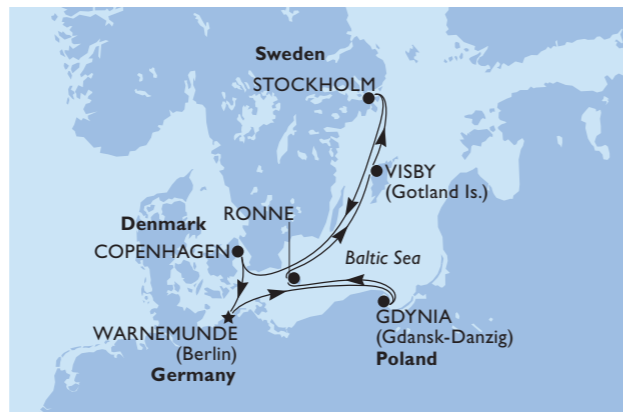 Sweden
STOCKHOLM
VISBY
(Gotland Is.)
RONNE
Denmark
COPENHAGEN
Baltic Sea
WARNEMUNDE
(Berlin)
Germany
GDYNIA
(Gdansk-Danzig)
Poland